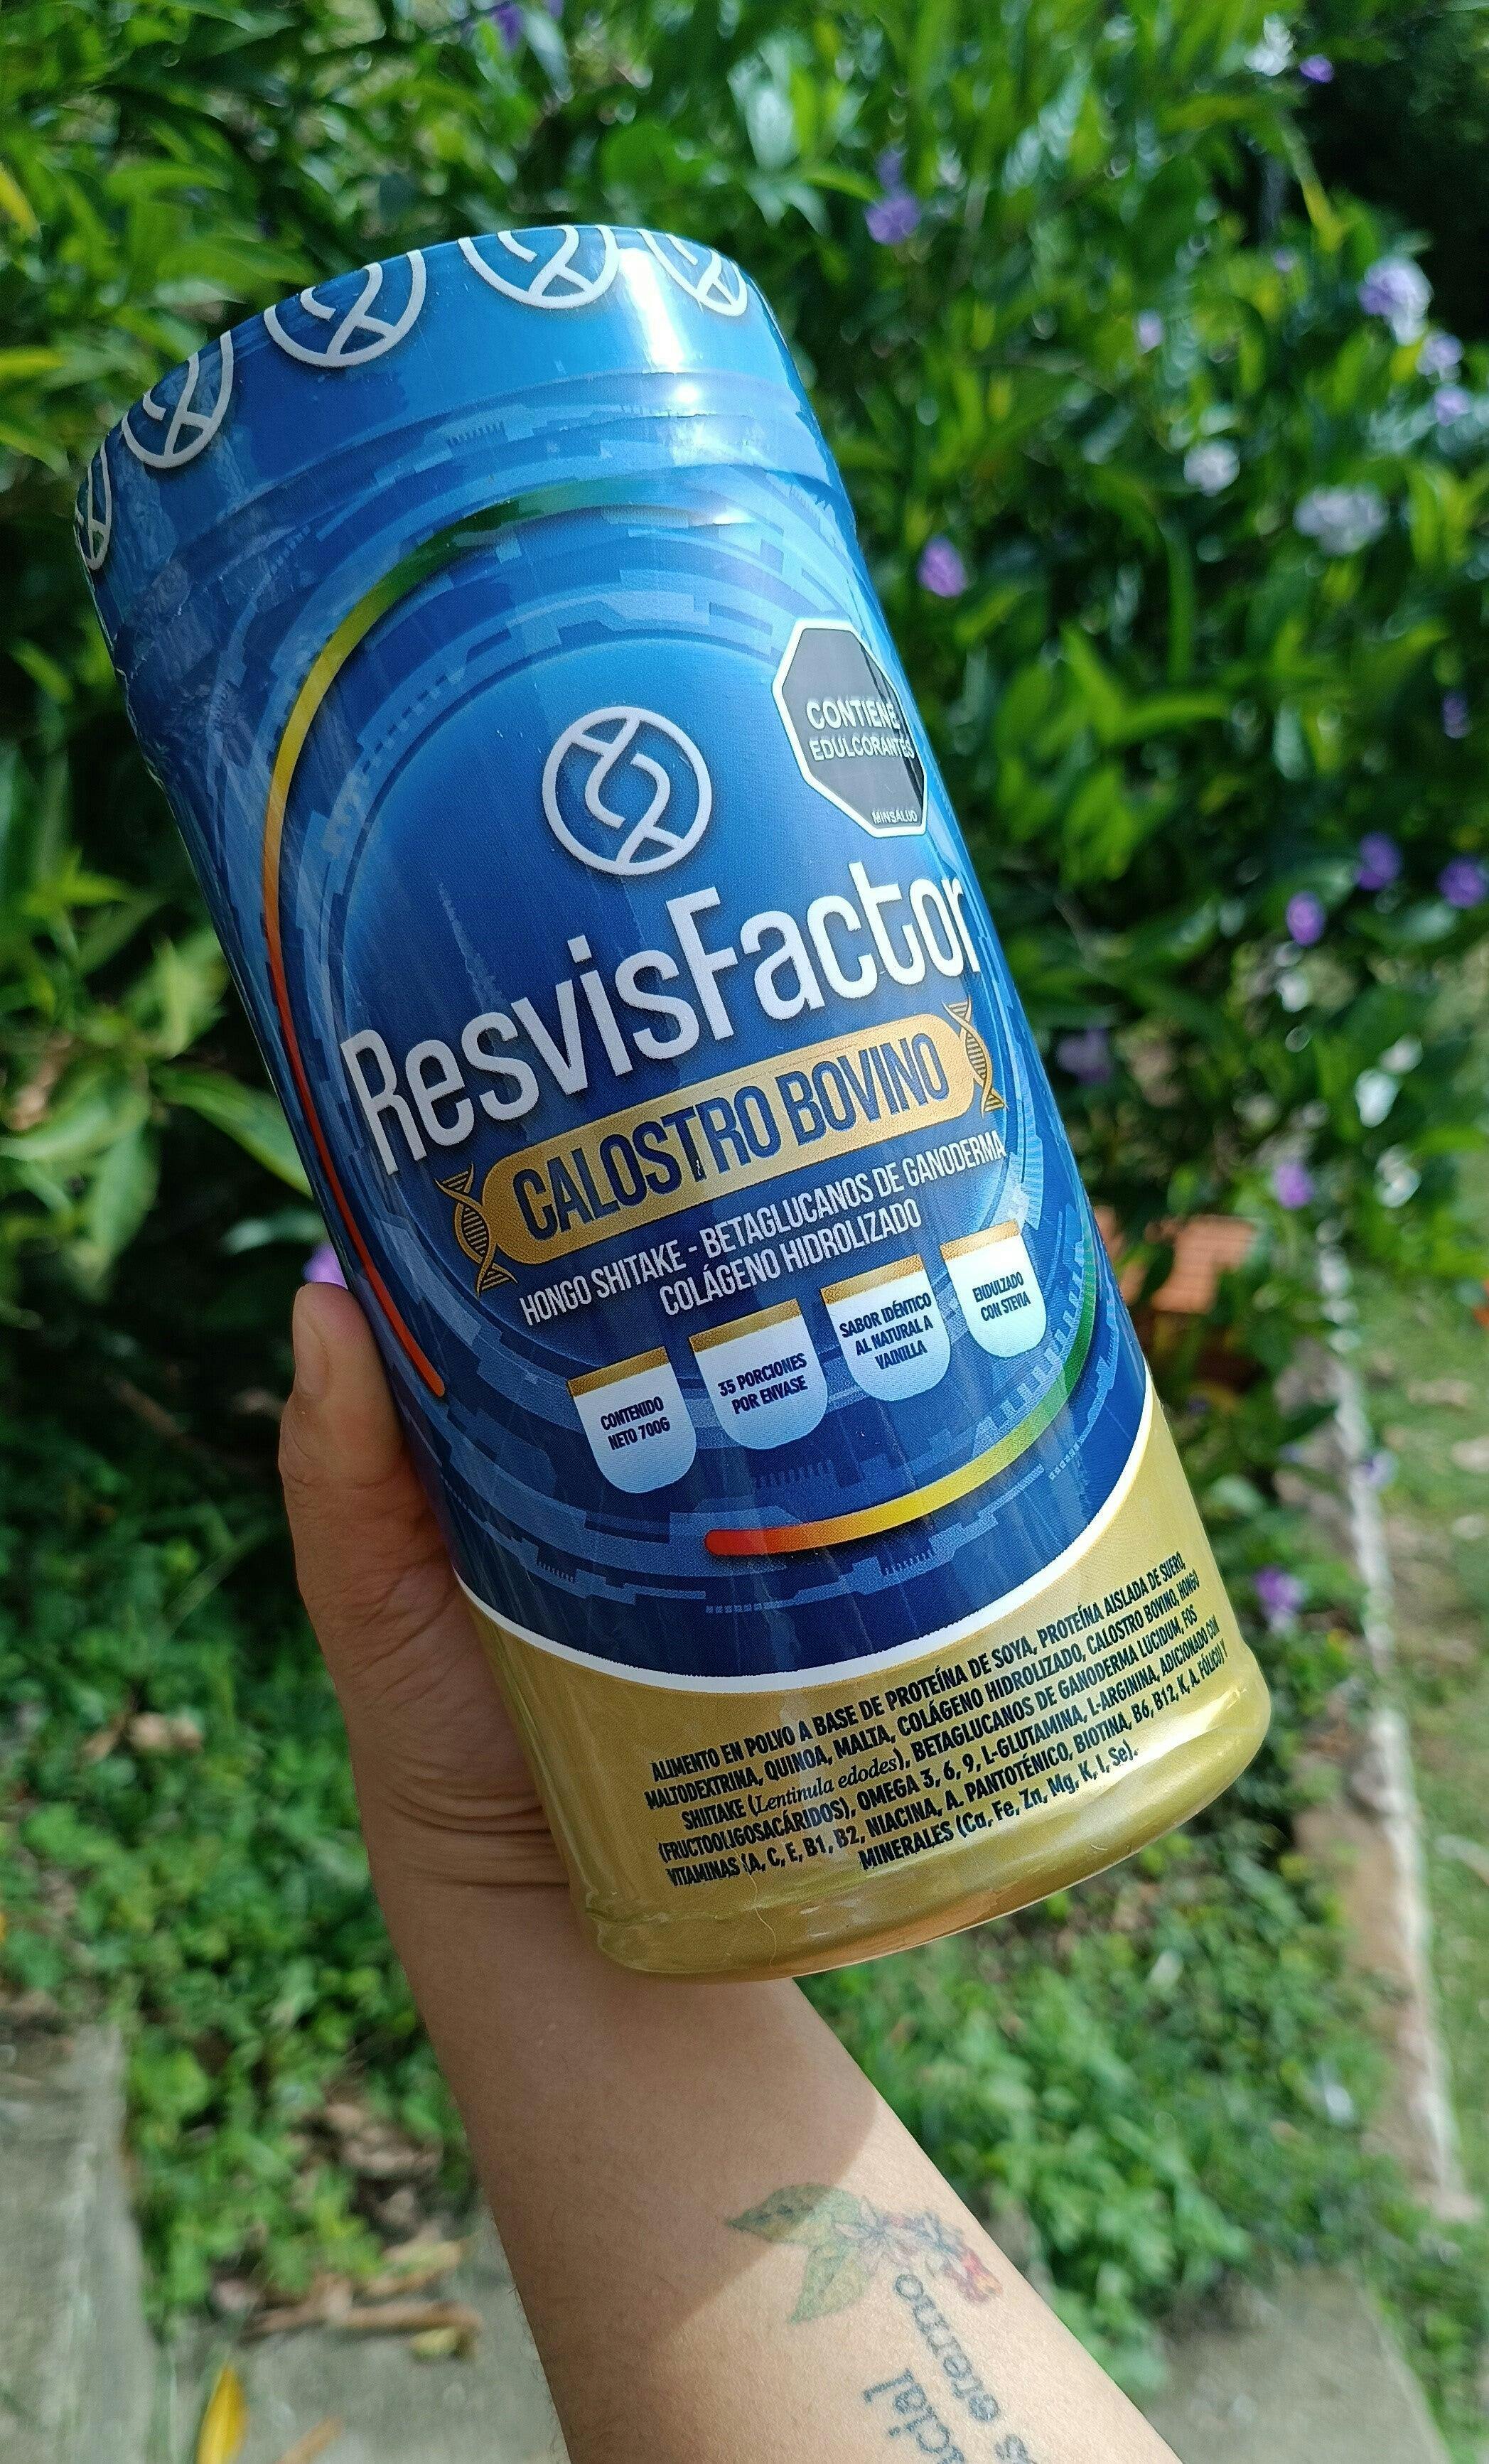 CONTIENE
EDULCORANTES
MINSALUD
ResvisFactor
CALOSTRO BOVINO
HONGO SHITAKE - BETAGLUCANOS DE GANODERMA
COLÁGENO HIDROLIZADO
CONTENIDO
NETO 700G
35 PORCIONES
POR ENVASE
SABOR IDÉNTICO
AL NATURAL A
VAINILLA
ENDULZADO
CON STEVIA
ALIMENTO EN POLVO A BASE DE PROTEÍNA DE SOYA, PROTEÍNA AISLADA DE SUERO,
MALTODEXTRINA, QUINOA, MALTA, COLÁGENO HIDROLIZADO, CALOSTRO BOVINO, HONGO
SHIITAKE (Lentinula edodes), BETAGLUCANOS DE GANODERMA LUCIDUM, FOS
(FRUCTOOLIGOSACÁRIDOS), OMEGA 3, 6, 9, L-GLUTAMINA, L-ARGININA, ADICIONADO CON
VITAMINAS (A, C, E, B1, B2, NIACINA, A. PANTOTÉNICO, BIOTINA, B6, B12, K, A. FÓLICO) Y
MINERALES (Ca, Fe, Zn, Mg, K, I, Se).
eterno